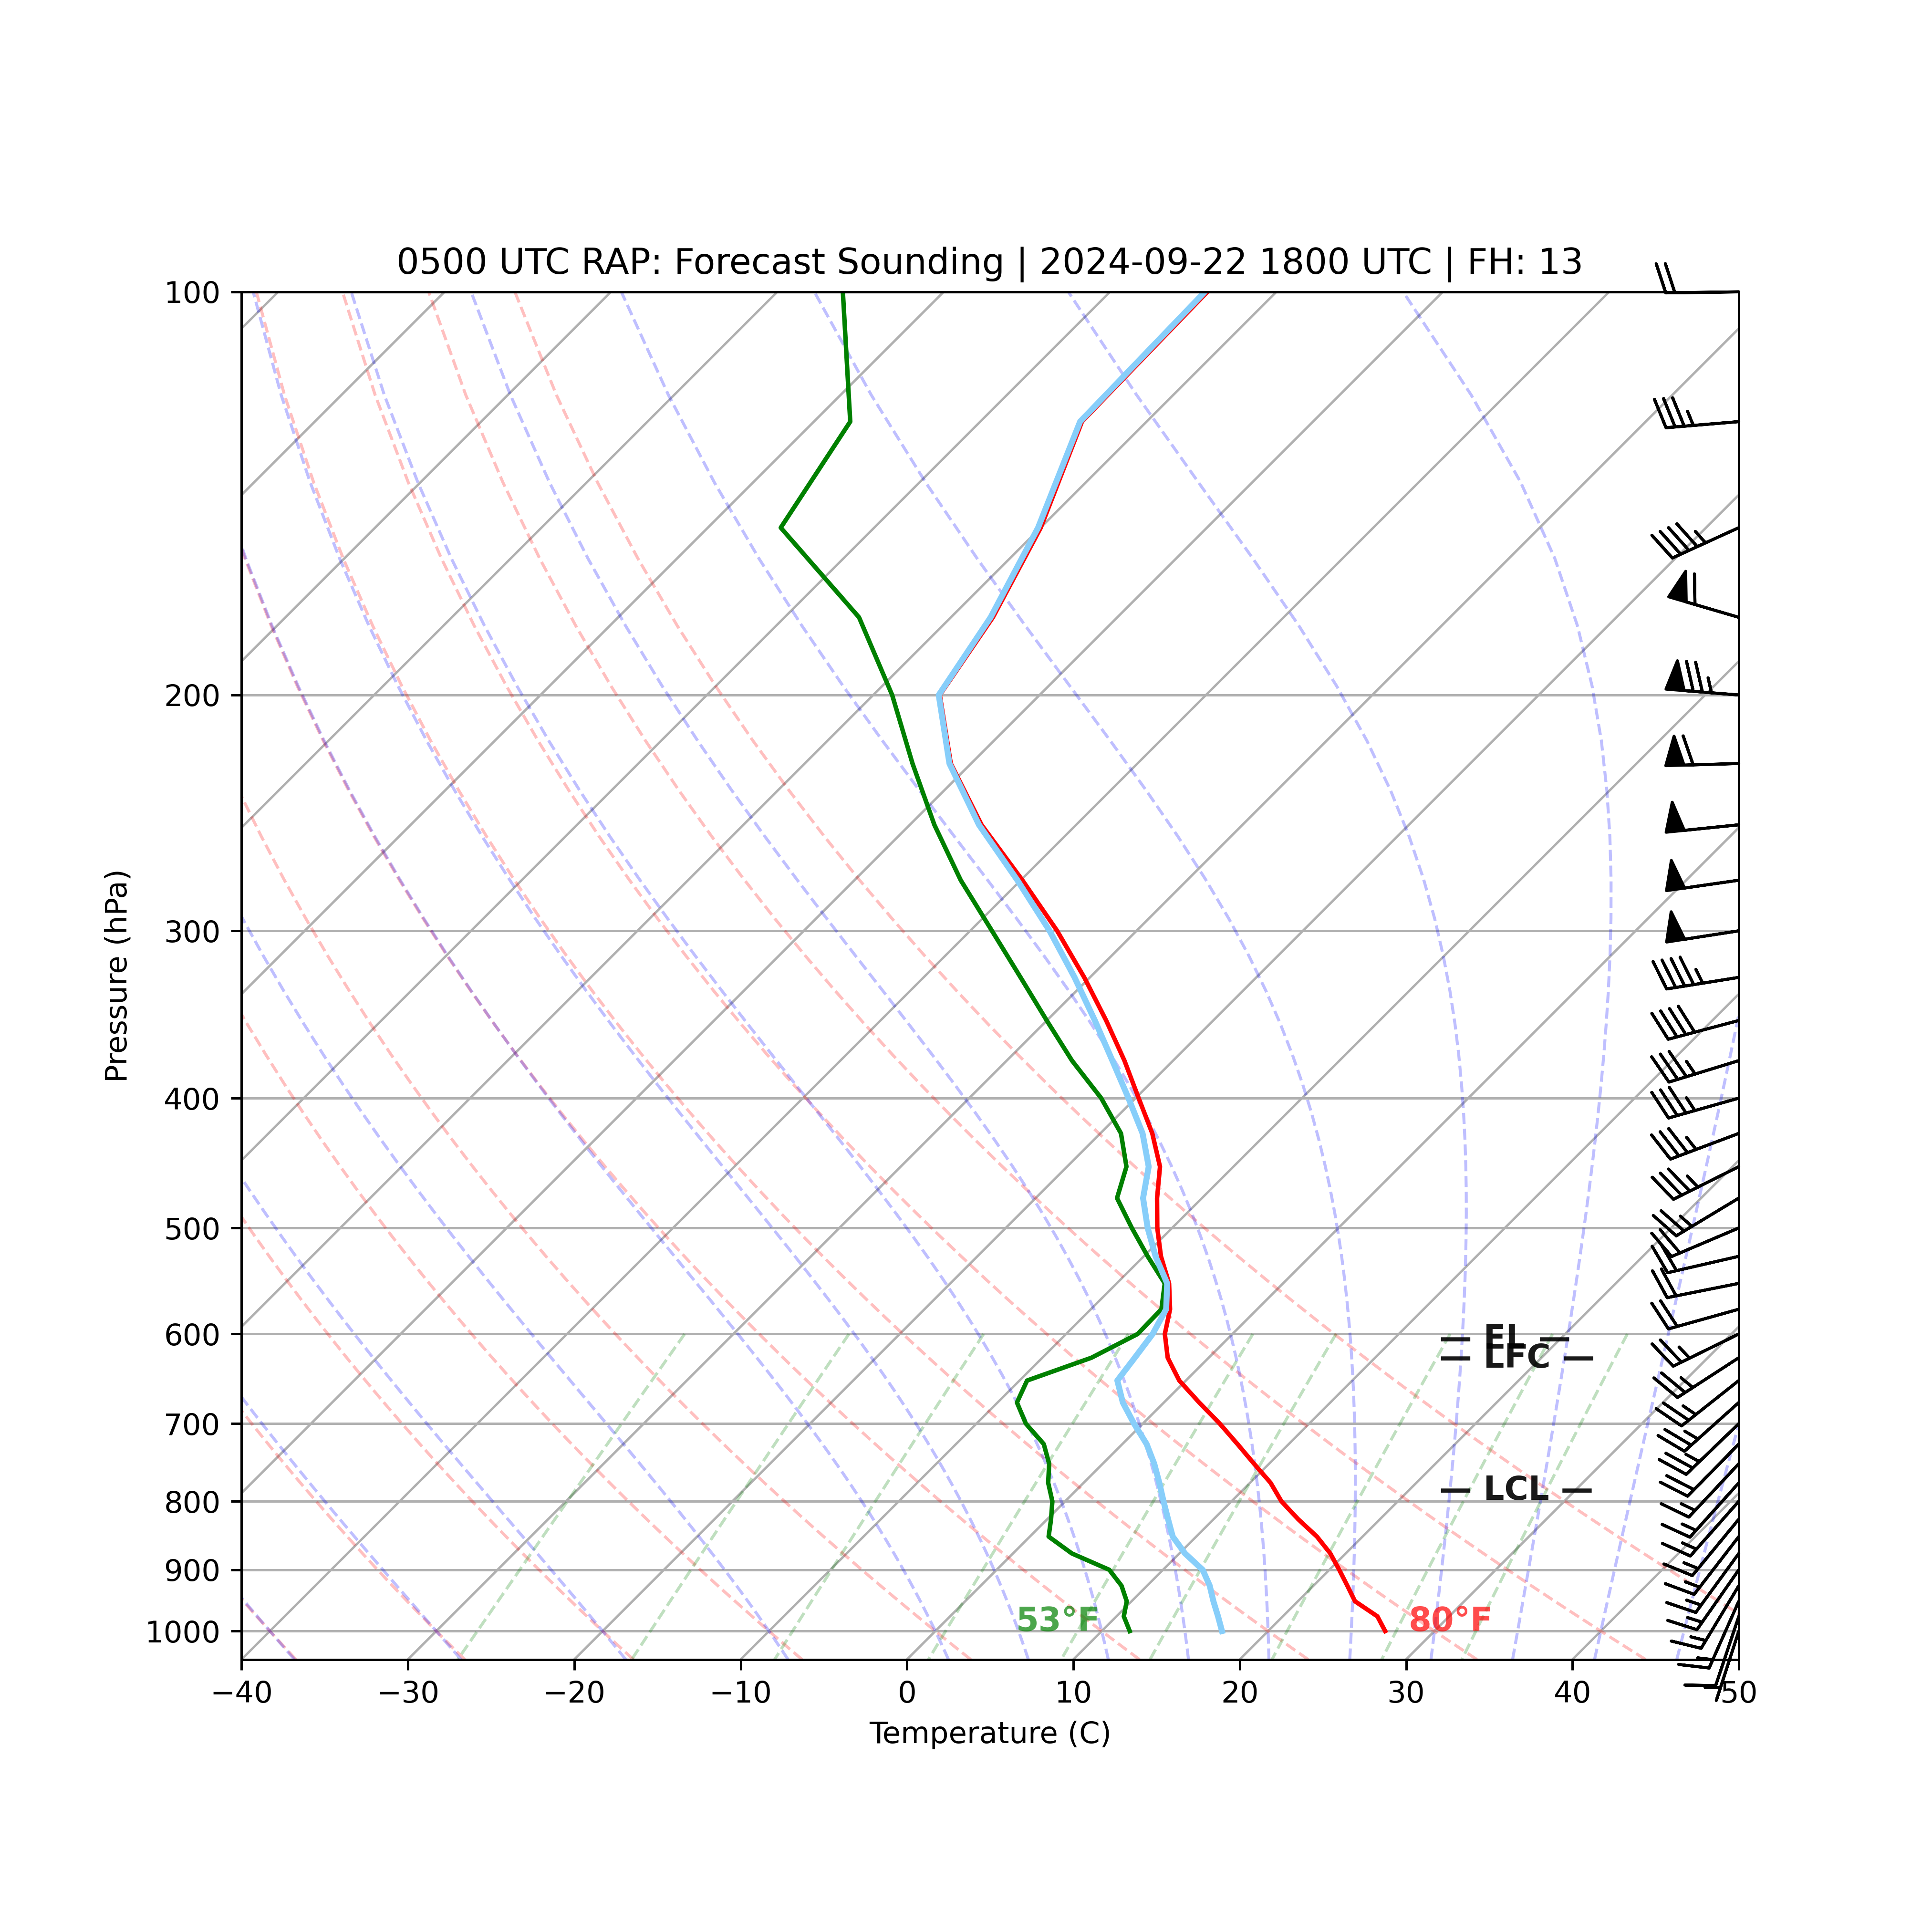 0500 UTC RAP: Forecast Sounding | 2024-09-22 1800 UTC | FH: 13
100
200
300
400
500
600
700
800
900
1000
Pressure (hPa)
— EL —
— LFC —
— LCL —
53°F
80°F
−40 −30 −20 −10 0 10 20 30 40 50
Temperature (C)